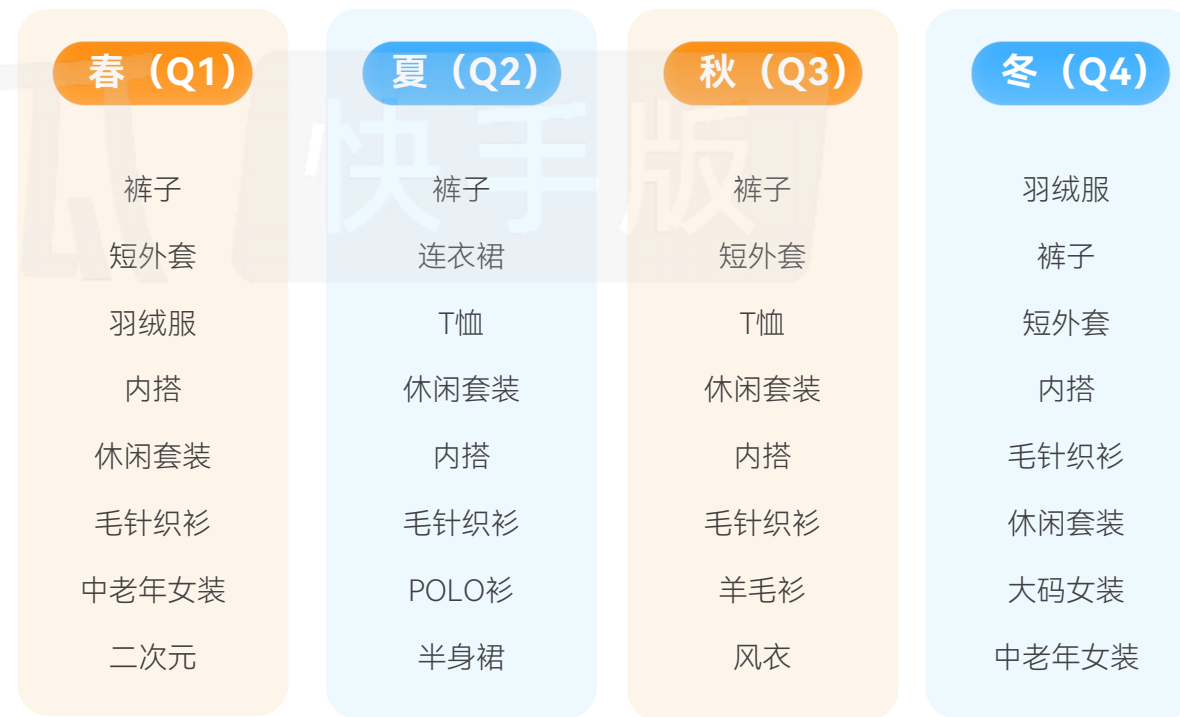 春（Q1）
裤子
短外套
羽绒服
内搭
休闲套装
毛针织衫
中老年女装
二次元
夏（Q2）
裤子
连衣裙
T恤
休闲套装
内搭
毛针织衫
POLO衫
半身裙
秋（Q3）
裤子
短外套
T恤
休闲套装
内搭
毛针织衫
羊毛衫
风衣
冬（Q4）
羽绒服
裤子
短外套
内搭
毛针织衫
休闲套装
大码女装
中老年女装
快手版